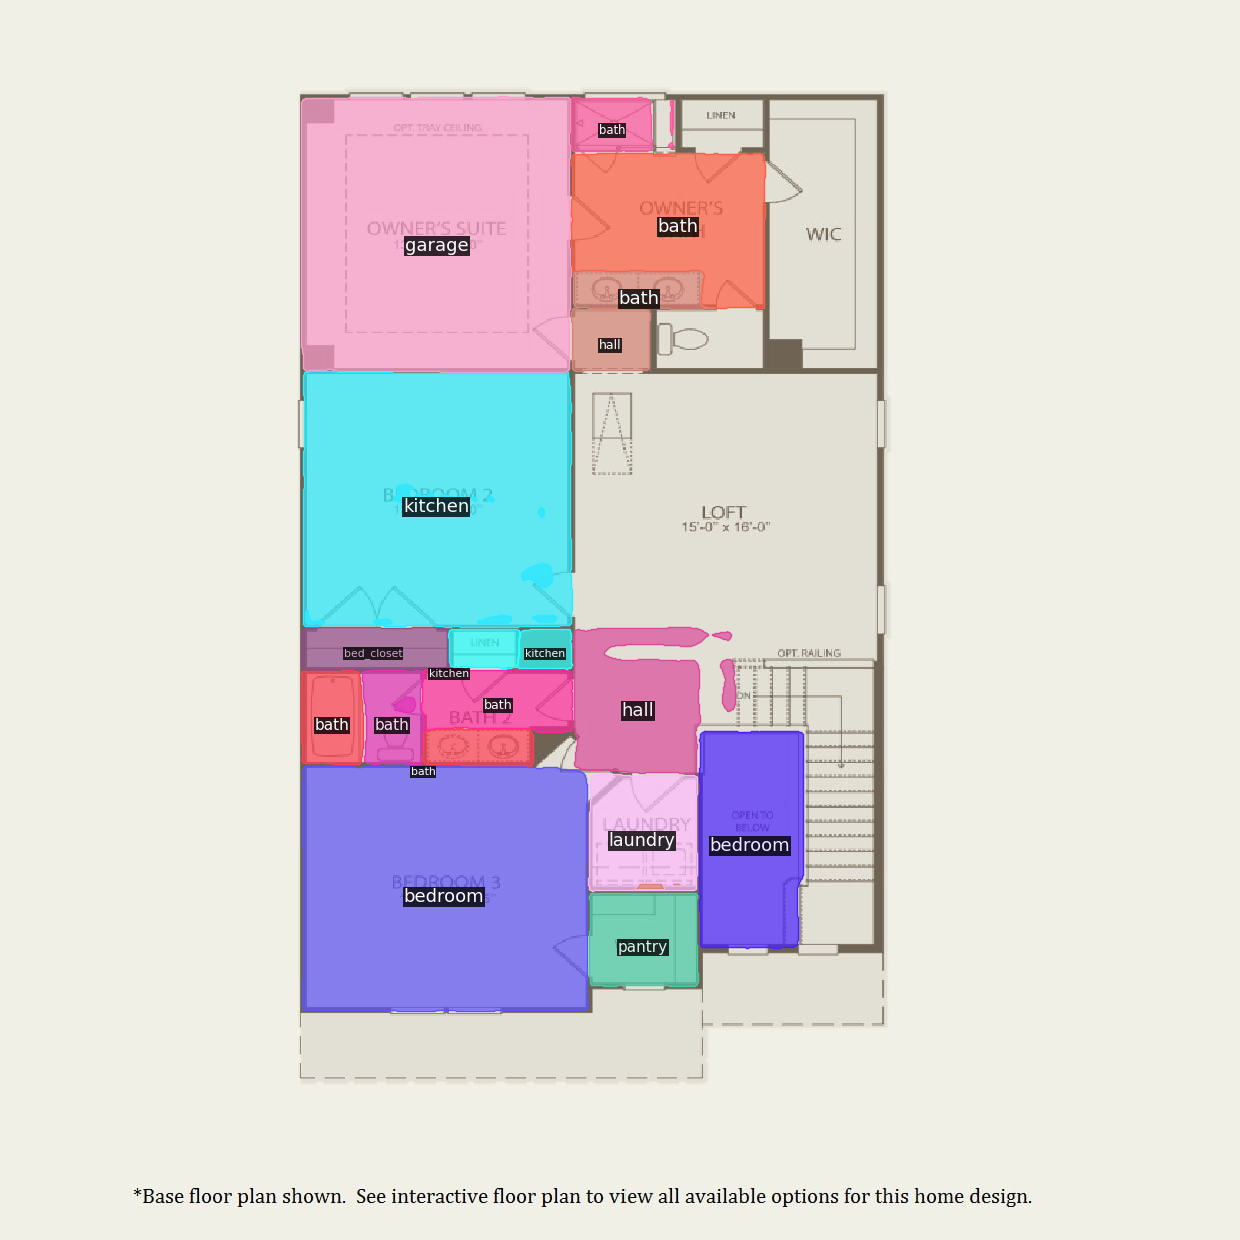 OPT. TRAY CEILING
bath
LINEN
OWNER'S SUITE
garage
OWNER'S
bath
WIC
bath
hall
BEDROOM 2
kitchen
LOFT
15'-0" x 16'-0"
bed_closet
LINEN
kitchen
kitchen
OPT. RAILING
bath
bath
bath
BATH 2
hall
DN
bath
LAUNDRY
laundry
OPEN TO
BELOW
bedroom
BEDROOM 3
bedroom
pantry
*Base floor plan shown.  See interactive floor plan to view all available options for this home design.